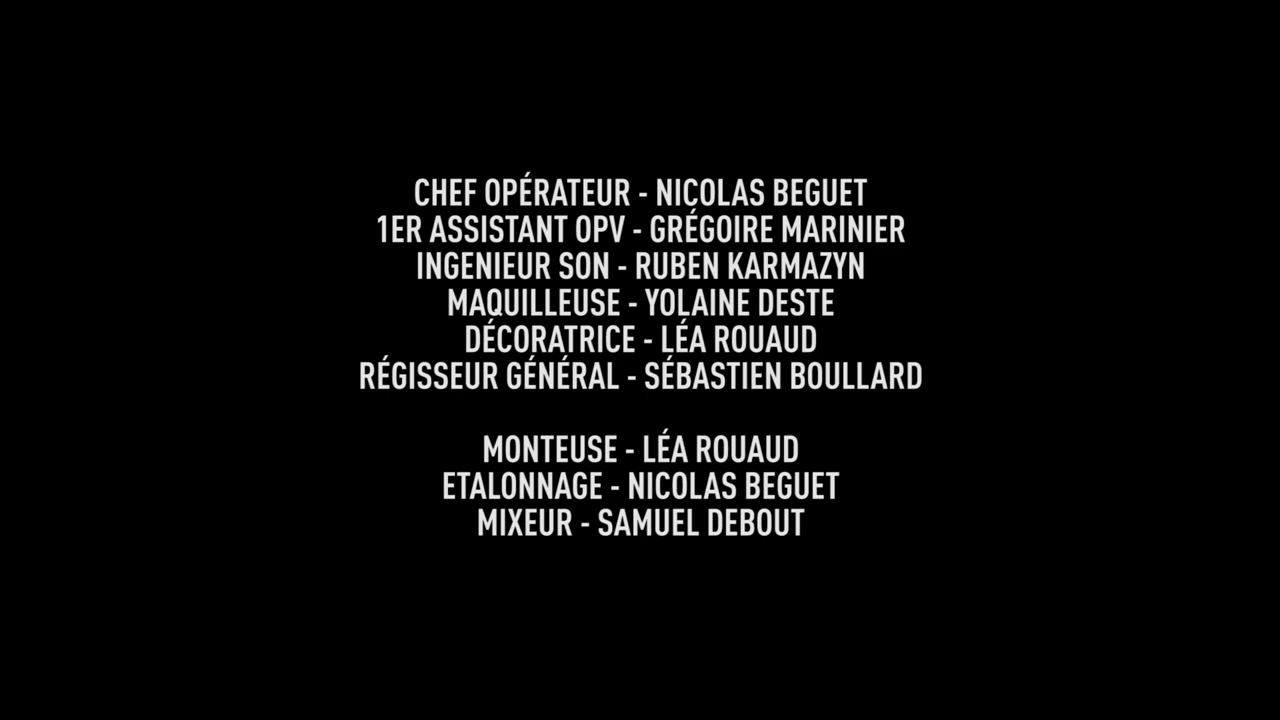 CHEF OPÉRATEUR - NICOLAS BEGUET
1ER ASSISTANT OPV - GRÉGOIRE MARINIER
INGENIEUR SON - RUBEN KARMAZYN
MAQUILLEUSE - YOLAINE DESTE
DÉCORATRICE - LÉA ROUAUD
RÉGISSEUR GÉNÉRAL - SÉBASTIEN BOULLARD
MONTEUSE - LÉA ROUAUD
ETALONNAGE - NICOLAS BEGUET
MIXEUR - SAMUEL DEBOUT